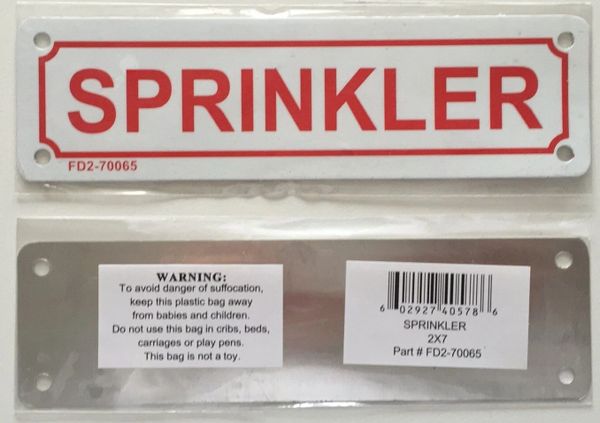 SPRINKLER
FD2-70065
WARNING:
To avoid danger of suffocation,
keep this plastic bag away
from babies and children.
Do not use this bag in cribs, beds,
carriages or play pens.
This bag is not a toy.
6 02927 40578 6
SPRINKLER
2X7
Part # FD2-70065